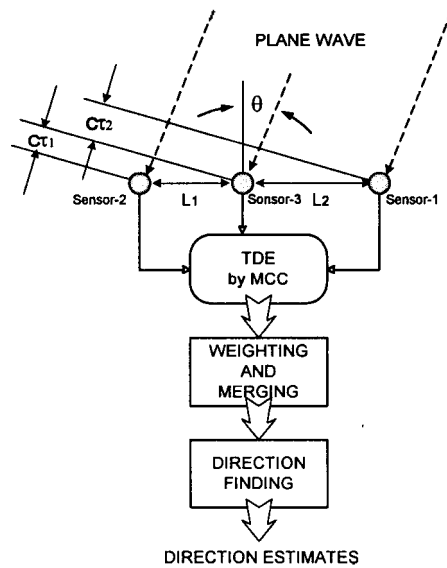 PLANE WAVE
θ
Cτ2
Cτ1
Sensor-2
L1
Sonsor-3
L2
Sensor-1
TDE
by MCC
WEIGHTING
AND
MERGING
DIRECTION
FINDING
DIRECTION ESTIMATES